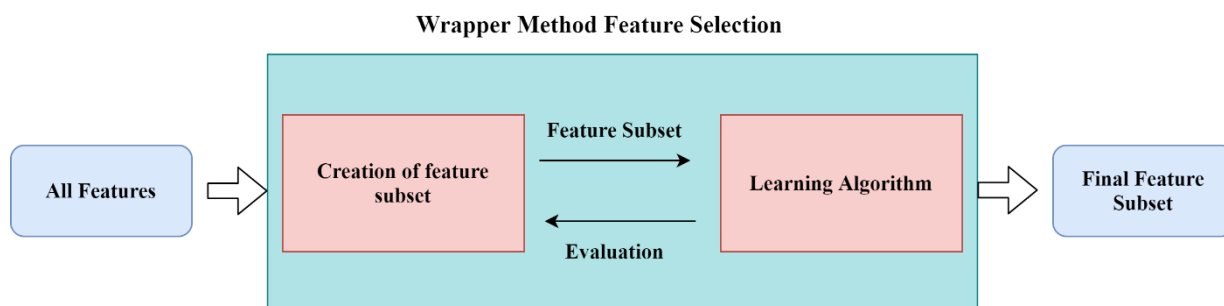 Wrapper Method Feature Selection
All Features
Creation of feature
subset
Feature Subset
Evaluation
Learning Algorithm
Final Feature
Subset